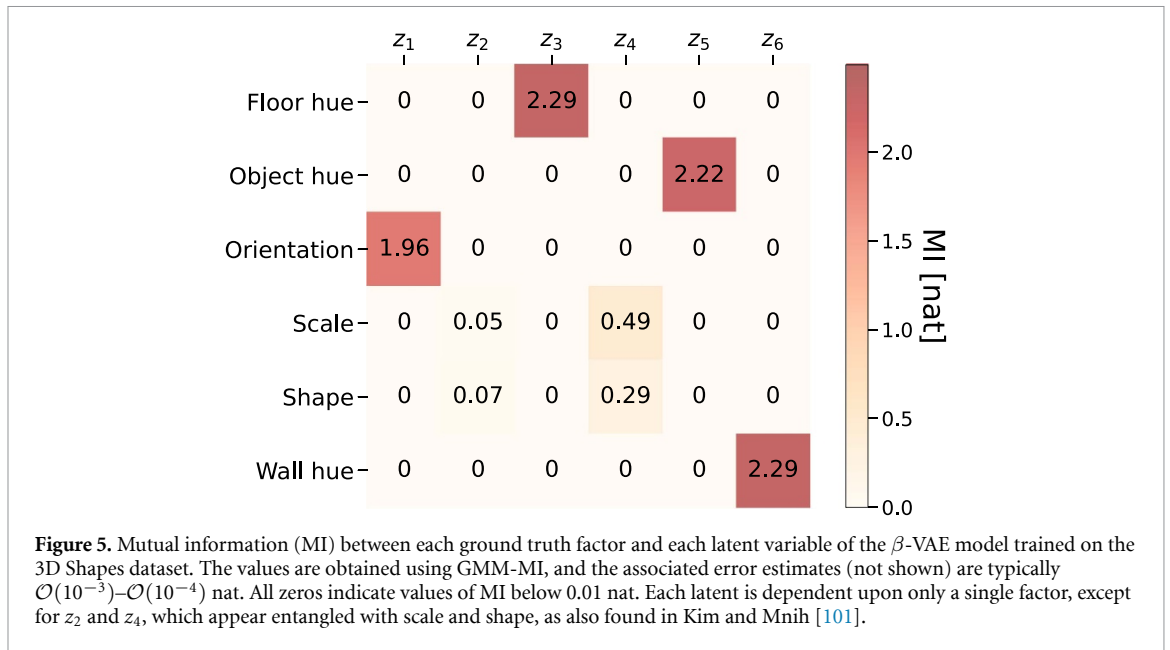 z₁ z₂ z₃ z₄ z₅ z₆
Floor hue 0 0 2.29 0 0 0
Object hue 0 0 0 0 2.22 0
Orientation 1.96 0 0 0 0 0
Scale 0 0.05 0 0.49 0 0
Shape 0 0.07 0 0.29 0 0
Wall hue 0 0 0 0 0 2.29
2.0
1.5
1.0
0.5
0.0
MI [nat]
Figure 5. Mutual information (MI) between each ground truth factor and each latent variable of the β-VAE model trained on the
3D Shapes dataset. The values are obtained using GMM-MI, and the associated error estimates (not shown) are typically
𝒪(10⁻³)–𝒪(10⁻⁴) nat. All zeros indicate values of MI below 0.01 nat. Each latent is dependent upon only a single factor, except
for z₂ and z₄, which appear entangled with scale and shape, as also found in Kim and Mnih [101].